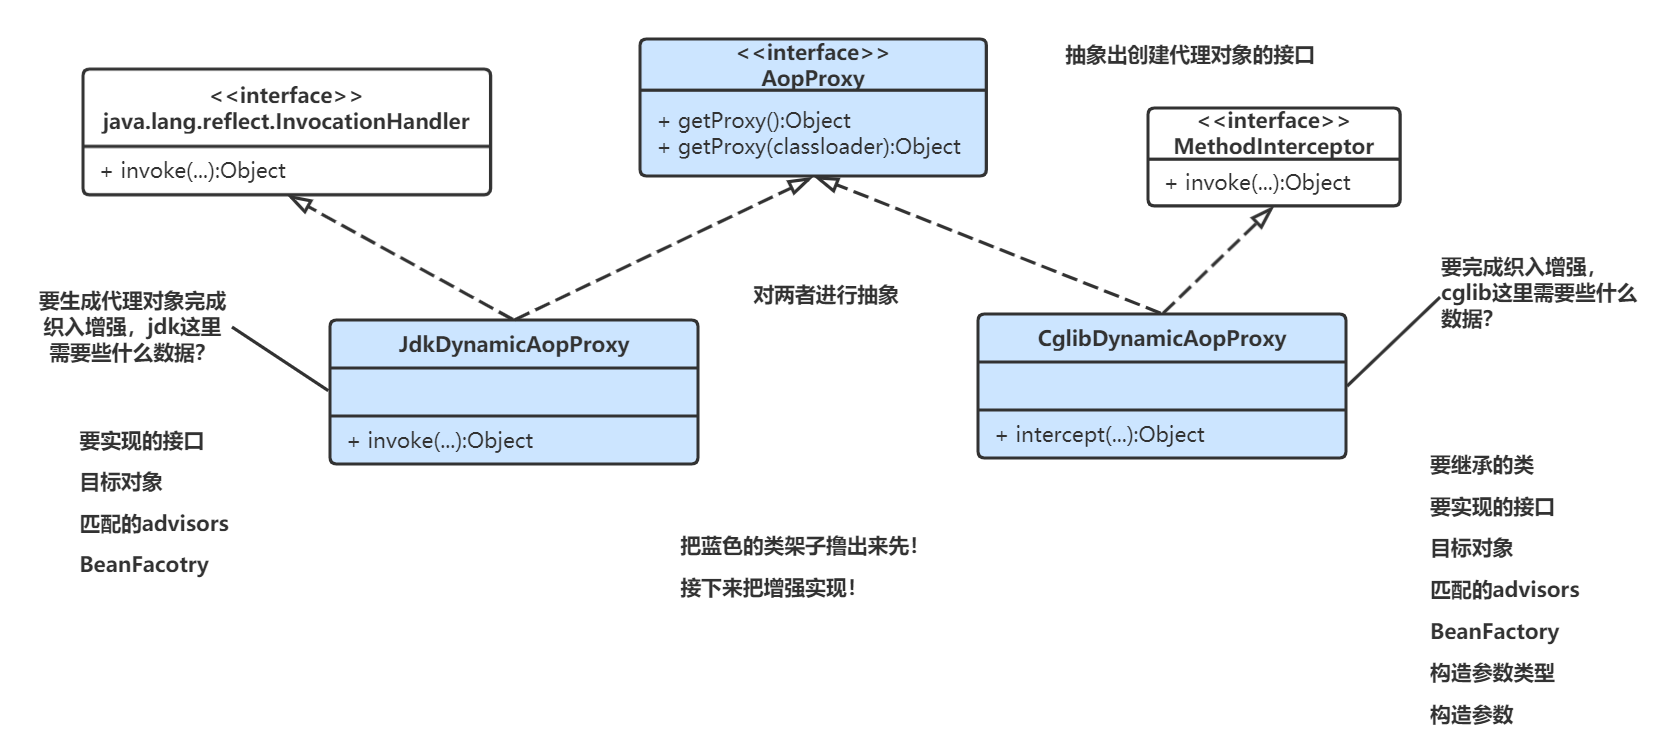 <<interface>>
java.lang.reflect.InvocationHandler
+ invoke(...):Object
<<interface>>
AopProxy
+ getProxy():Object
+ getProxy(classloader):Object
抽象出创建代理对象的接口
<<interface>>
MethodInterceptor
+ invoke(...):Object
要生成代理对象完成
织入增强，jdk这里
需要些什么数据？
对两者进行抽象
要完成织入增强，
cglib这里需要些什么
数据？
JdkDynamicAopProxy
+ invoke(...):Object
CglibDynamicAopProxy
+ intercept(...):Object
要实现的接口
目标对象
匹配的advisors
BeanFacotry
把蓝色的类架子撸出来先！
接下来把增强实现！
要继承的类
要实现的接口
目标对象
匹配的advisors
BeanFactory
构造参数类型
构造参数